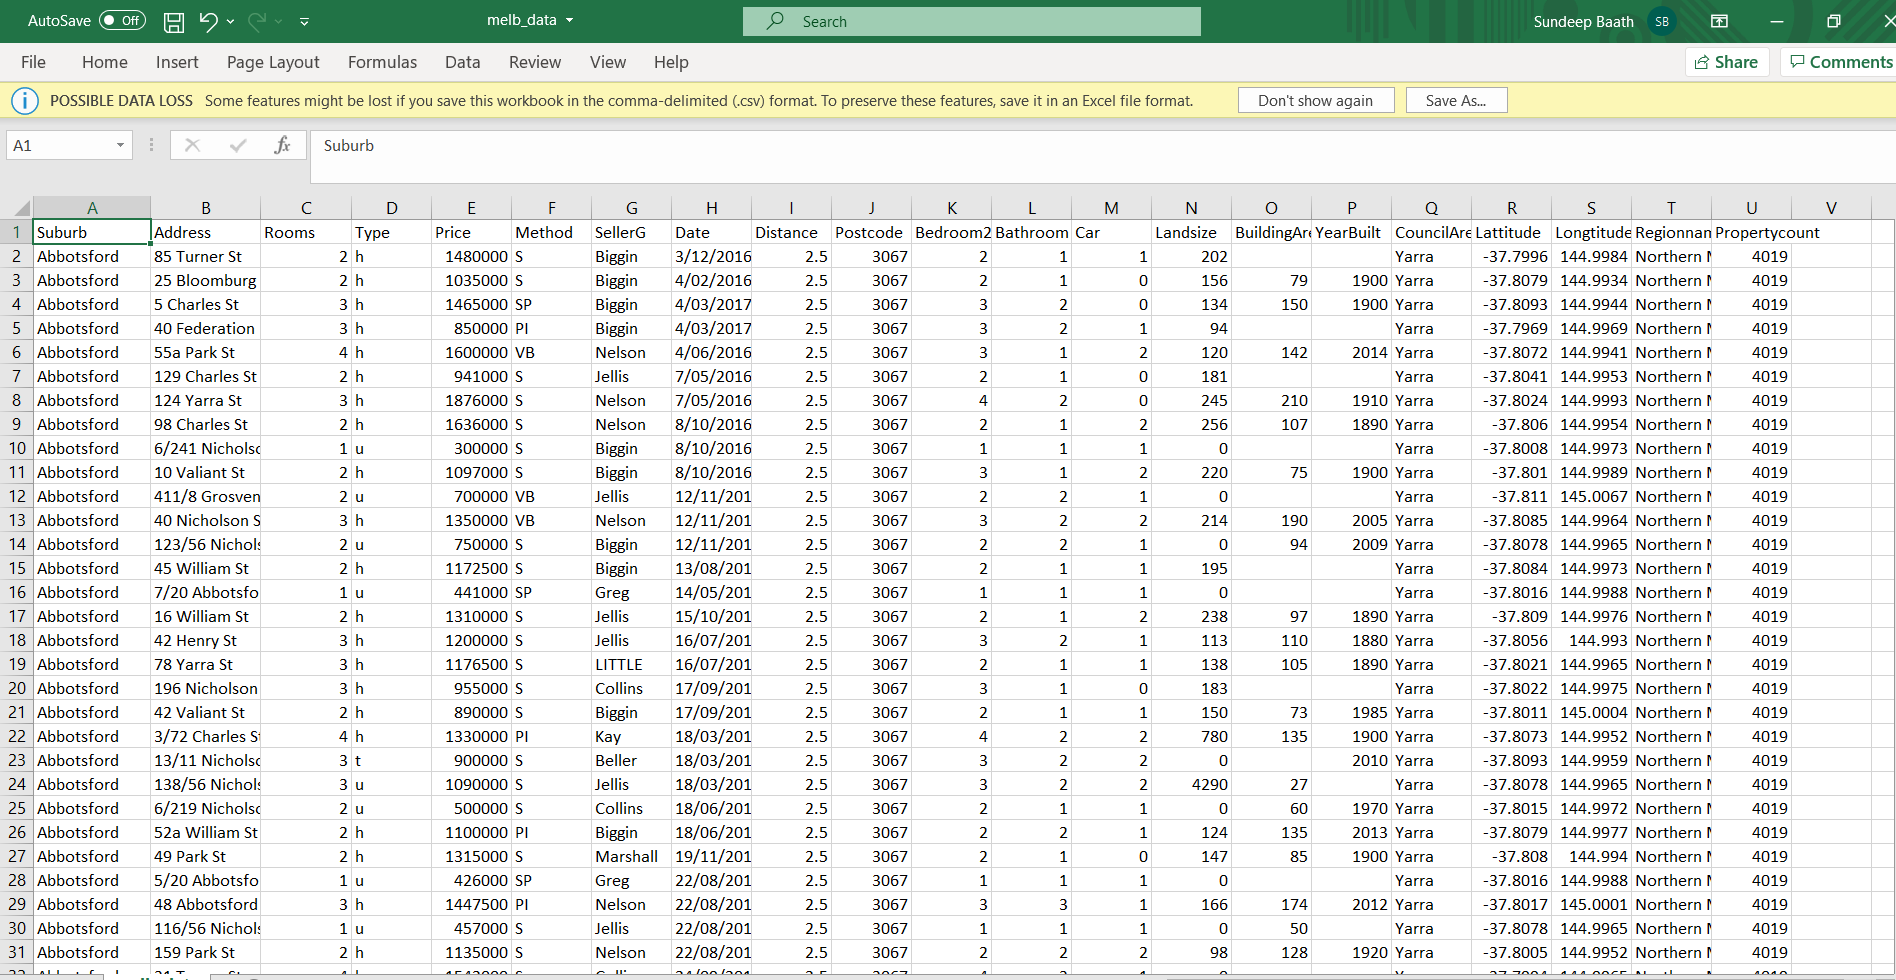 AutoSave Off melb_data Search Sundeep Baath SB
File Home Insert Page Layout Formulas Data Review View Help Share Comments
POSSIBLE DATA LOSS Some features might be lost if you save this workbook in the comma-delimited (.csv) format. To preserve these features, save it in an Excel file format. Don't show again Save As...
A1 fx Suburb
A B C D E F G H I J K L M N O P Q R S T U V
1 Suburb Address Rooms Type Price Method SellerG Date Distance Postcode Bedroom2 Bathroom Car Landsize BuildingAre YearBuilt CouncilAre Lattitude Longtitude Regionnan Propertycount
2 Abbotsford 85 Turner St 2 h 1480000 S Biggin 3/12/2016 2.5 3067 2 1 1 202 Yarra -37.7996 144.9984 Northern 4019
3 Abbotsford 25 Bloomburg 2 h 1035000 S Biggin 4/02/2016 2.5 3067 2 1 0 156 79 1900 Yarra -37.8079 144.9934 Northern 4019
4 Abbotsford 5 Charles St 3 h 1465000 SP Biggin 4/03/2017 2.5 3067 3 2 0 134 150 1900 Yarra -37.8093 144.9944 Northern 4019
5 Abbotsford 40 Federation 3 h 850000 PI Biggin 4/03/2017 2.5 3067 3 2 1 94 Yarra -37.7969 144.9969 Northern 4019
6 Abbotsford 55a Park St 4 h 1600000 VB Nelson 4/06/2016 2.5 3067 3 1 2 120 142 2014 Yarra -37.8072 144.9941 Northern 4019
7 Abbotsford 129 Charles St 2 h 941000 S Jellis 7/05/2016 2.5 3067 2 1 0 181 Yarra -37.8041 144.9953 Northern 4019
8 Abbotsford 124 Yarra St 3 h 1876000 S Nelson 7/05/2016 2.5 3067 4 2 0 245 210 1910 Yarra -37.8024 144.9993 Northern 4019
9 Abbotsford 98 Charles St 2 h 1636000 S Nelson 8/10/2016 2.5 3067 2 1 2 256 107 1890 Yarra -37.806 144.9954 Northern 4019
10 Abbotsford 6/241 Nicholsc 1 u 300000 S Biggin 8/10/2016 2.5 3067 1 1 1 0 Yarra -37.8008 144.9973 Northern 4019
11 Abbotsford 10 Valiant St 2 h 1097000 S Biggin 8/10/2016 2.5 3067 3 1 2 220 75 1900 Yarra -37.801 144.9989 Northern 4019
12 Abbotsford 411/8 Grosven 2 u 700000 VB Jellis 12/11/201 2.5 3067 2 2 1 0 Yarra -37.811 145.0067 Northern 4019
13 Abbotsford 40 Nicholson S 3 h 1350000 VB Nelson 12/11/201 2.5 3067 3 2 2 214 190 2005 Yarra -37.8085 144.9964 Northern 4019
14 Abbotsford 123/56 Nichols 2 u 750000 S Biggin 12/11/201 2.5 3067 2 2 1 0 94 2009 Yarra -37.8078 144.9965 Northern 4019
15 Abbotsford 45 William St 2 h 1172500 S Biggin 13/08/201 2.5 3067 2 1 1 195 Yarra -37.8084 144.9973 Northern 4019
16 Abbotsford 7/20 Abbotsfo 1 u 441000 SP Greg 14/05/201 2.5 3067 1 1 1 0 Yarra -37.8016 144.9988 Northern 4019
17 Abbotsford 16 William St 2 h 1310000 S Jellis 15/10/201 2.5 3067 2 1 2 238 97 1890 Yarra -37.809 144.9976 Northern 4019
18 Abbotsford 42 Henry St 3 h 1200000 S Jellis 16/07/201 2.5 3067 3 2 1 113 110 1880 Yarra -37.8056 144.993 Northern 4019
19 Abbotsford 78 Yarra St 3 h 1176500 S LITTLE 16/07/201 2.5 3067 2 1 1 138 105 1890 Yarra -37.8021 144.9965 Northern 4019
20 Abbotsford 196 Nicholson 3 h 955000 S Collins 17/09/201 2.5 3067 3 1 0 183 Yarra -37.8022 144.9975 Northern 4019
21 Abbotsford 42 Valiant St 2 h 890000 S Biggin 17/09/201 2.5 3067 2 1 1 150 73 1985 Yarra -37.8011 145.0004 Northern 4019
22 Abbotsford 3/72 Charles St 4 h 1330000 PI Kay 18/03/201 2.5 3067 4 2 2 780 135 1900 Yarra -37.8073 144.9952 Northern 4019
23 Abbotsford 13/11 Nicholsc 3 t 900000 S Beller 18/03/201 2.5 3067 3 2 2 0 2010 Yarra -37.8093 144.9959 Northern 4019
24 Abbotsford 138/56 Nichols 3 u 1090000 S Jellis 18/03/201 2.5 3067 3 2 2 4290 27 Yarra -37.8078 144.9965 Northern 4019
25 Abbotsford 6/219 Nicholsc 2 u 500000 S Collins 18/06/201 2.5 3067 2 1 1 0 60 1970 Yarra -37.8015 144.9972 Northern 4019
26 Abbotsford 52a William St 2 h 1100000 PI Biggin 18/06/201 2.5 3067 2 2 1 124 135 2013 Yarra -37.8079 144.9977 Northern 4019
27 Abbotsford 49 Park St 2 h 1315000 S Marshall 19/11/201 2.5 3067 2 1 0 147 85 1900 Yarra -37.808 144.994 Northern 4019
28 Abbotsford 5/20 Abbotsfo 1 u 426000 SP Greg 22/08/201 2.5 3067 1 1 1 0 Yarra -37.8016 144.9988 Northern 4019
29 Abbotsford 48 Abbotsford 3 h 1447500 PI Nelson 22/08/201 2.5 3067 3 3 1 166 174 2012 Yarra -37.8017 145.0001 Northern 4019
30 Abbotsford 116/56 Nichols 1 u 457000 S Jellis 22/08/201 2.5 3067 1 1 1 0 50 Yarra -37.8078 144.9965 Northern 4019
31 Abbotsford 159 Park St 2 h 1135000 S Nelson 22/08/201 2.5 3067 2 2 2 98 128 1920 Yarra -37.8005 144.9952 Northern 4019